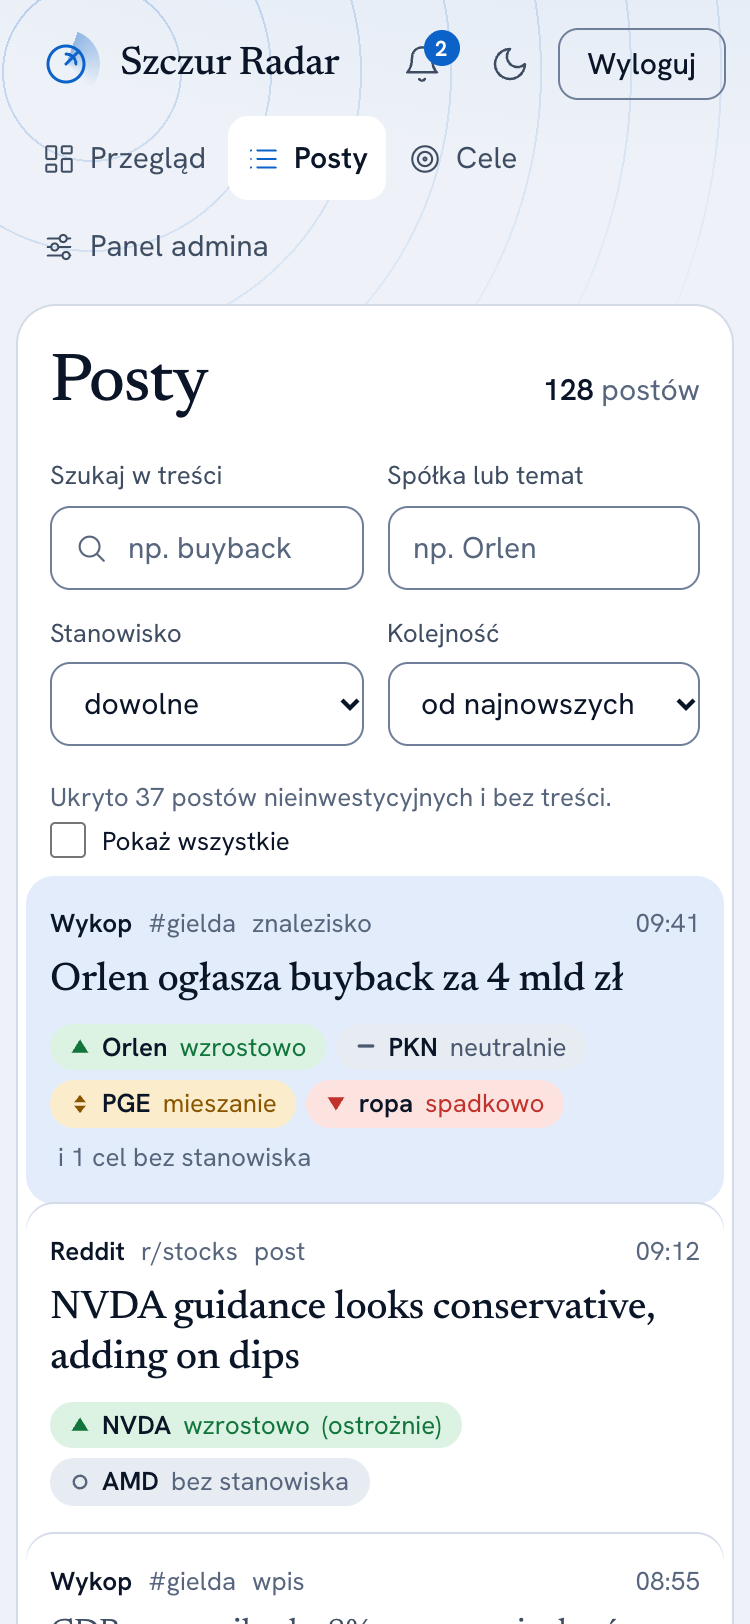 Szczur Radar 2 Wyloguj
Przegląd Posty Cele
Panel admina
Posty 128 postów
Szukaj w treści Spółka lub temat
np. buyback np. Orlen
Stanowisko Kolejność
dowolne od najnowszych
Ukryto 37 postów nieinwestycyjnych i bez treści.
Pokaż wszystkie
Wykop #gielda znalezisko 09:41
Orlen ogłasza buyback za 4 mld zł
Orlen wzrostowo PKN neutralnie
PGE mieszanie ropa spadkowo
i 1 cel bez stanowiska
Reddit r/stocks post 09:12
NVDA guidance looks conservative,
adding on dips
NVDA wzrostowo (ostrożnie)
AMD bez stanowiska
Wykop #gielda wpis 08:55